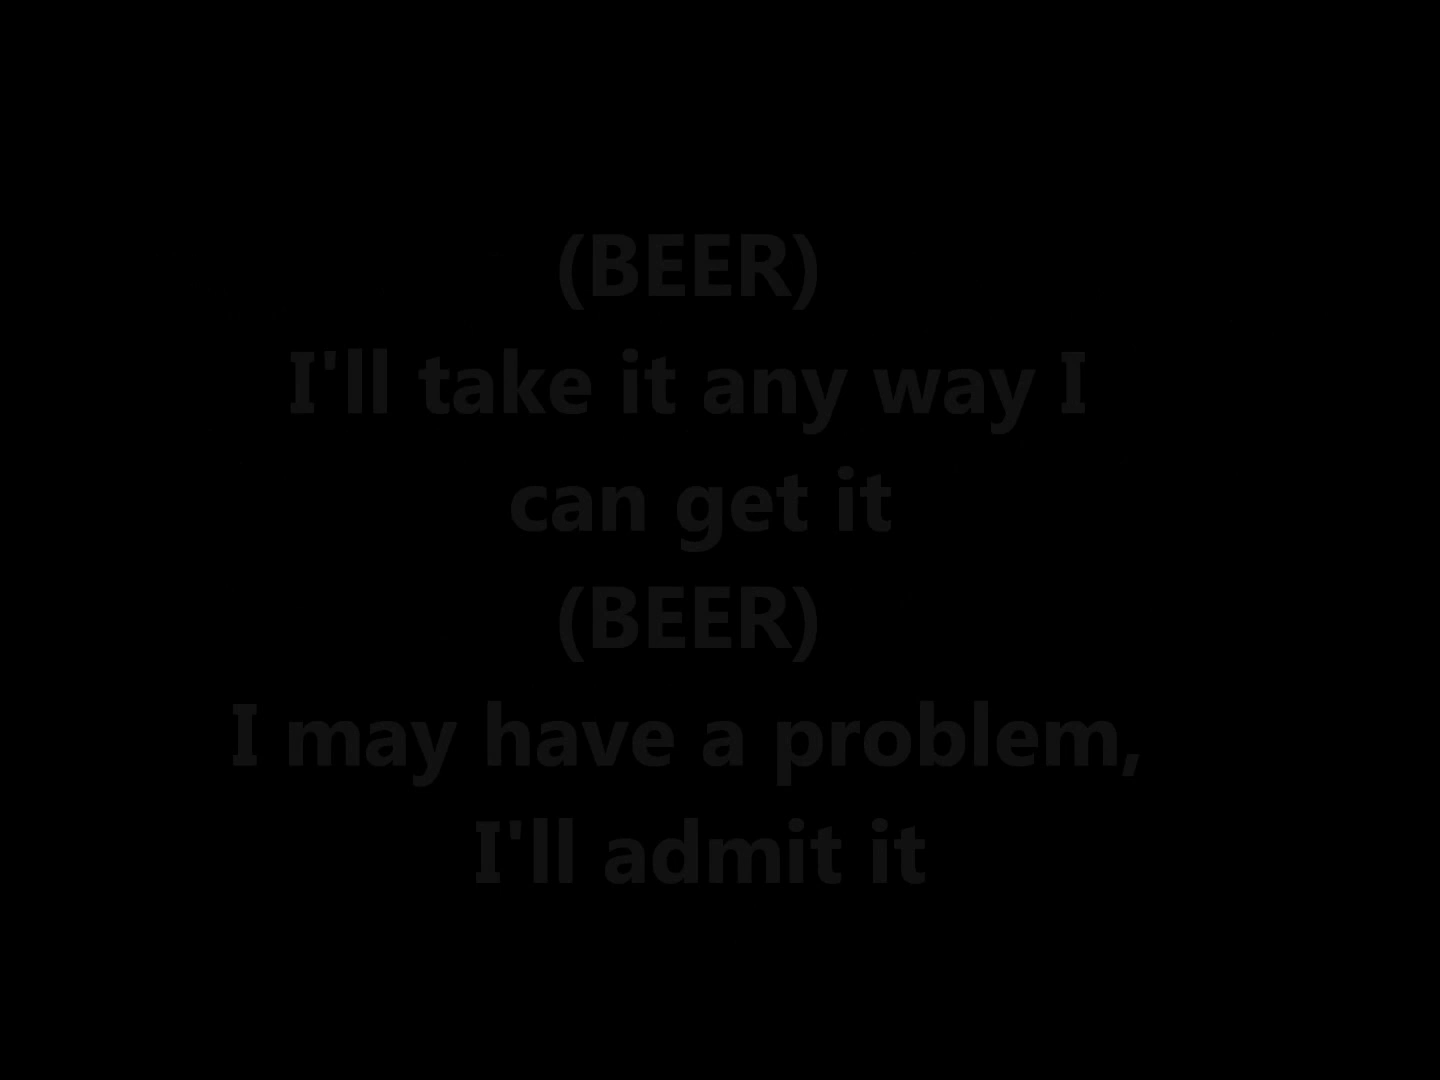 (BEER)
I'll take it any way I
can get it
(BEER)
I may have a problem,
I'll admit it